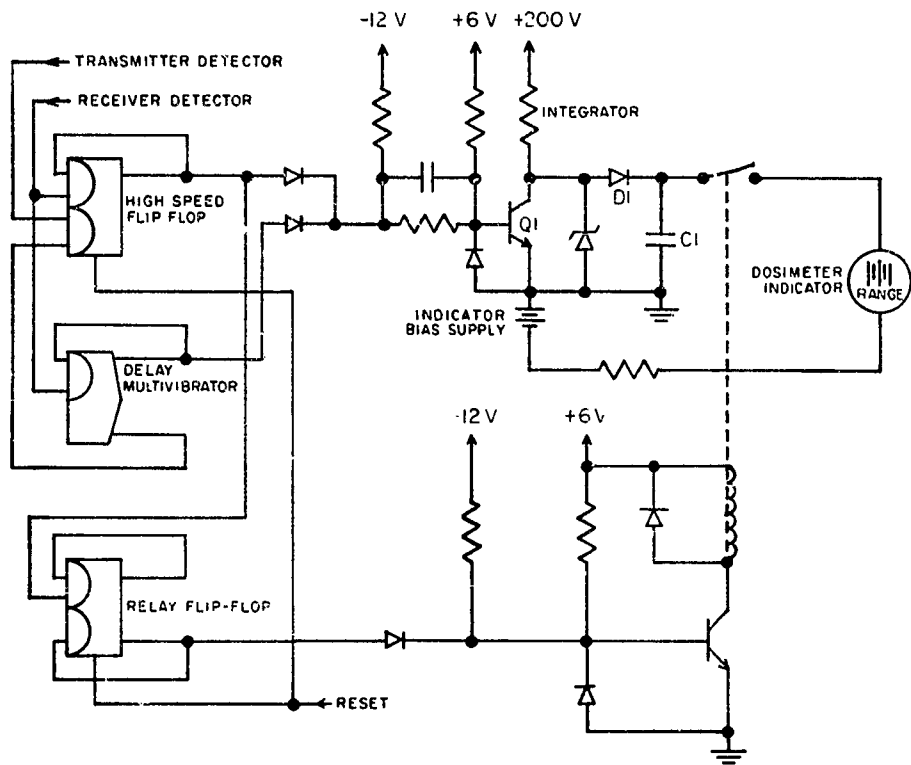 -12 V
+6 V
+200 V
TRANSMITTER DETECTOR
RECEIVER DETECTOR
INTEGRATOR
HIGH SPEED
FLIP FLOP
Q1
D1
C1
DOSIMETER
INDICATOR
RANGE
INDICATOR
BIAS SUPPLY
DELAY
MULTIVIBRATOR
-12 V
+6 V
RELAY FLIP-FLOP
RESET